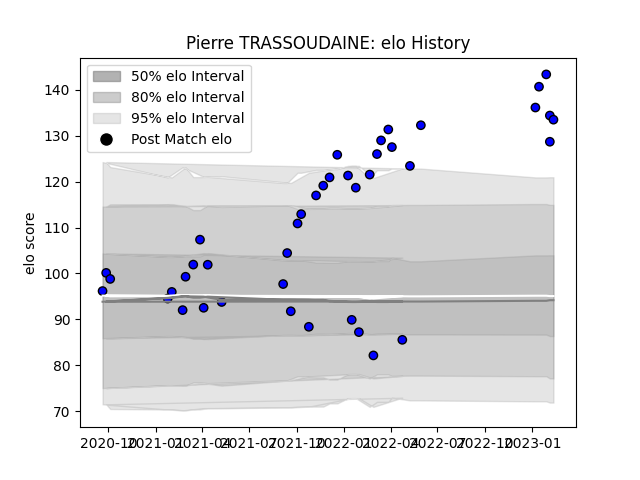 Pierre TRASSOUDAINE: elo History
50% elo Interval
80% elo Interval
95% elo Interval
Post Match elo
elo score
140
130
120
110
100
90
80
70
2020-10 2021-01 2021-04 2021-07 2021-10 2022-01 2022-04 2022-07 2022-10 2023-01